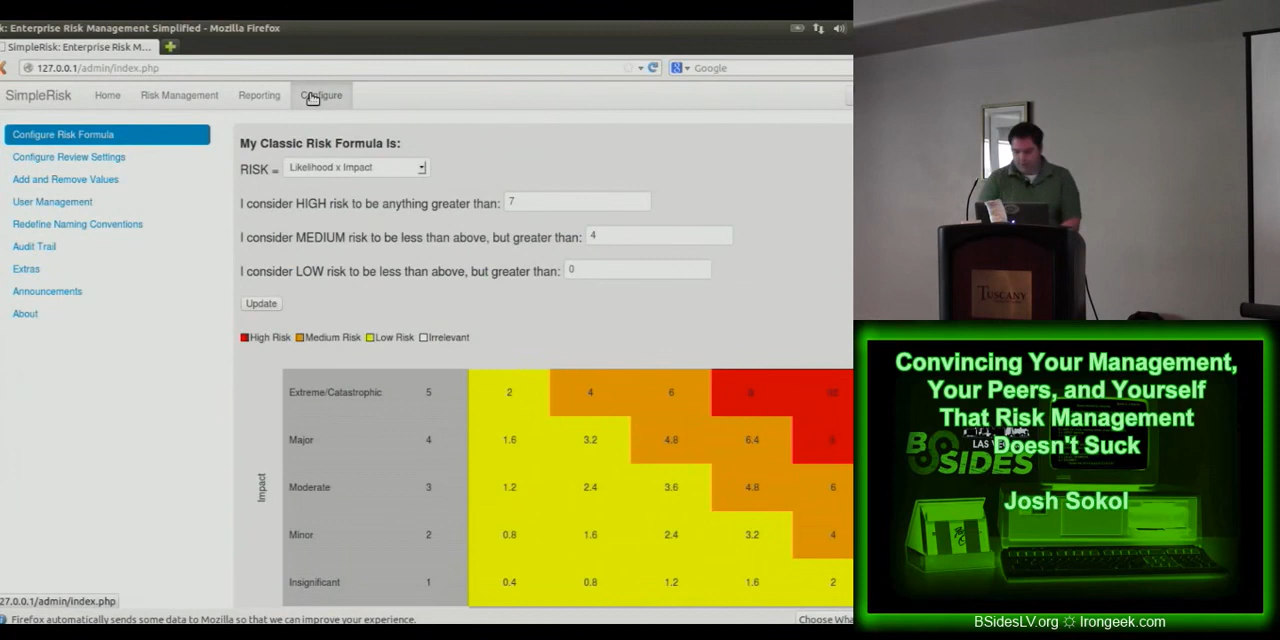 k: Enterprise Risk Management Simplified - Mozilla Firefox
SimpleRisk: Enterprise Risk M...
127.0.0.1/admin/index.php
Google
SimpleRisk Home Risk Management Reporting Configure
Configure Risk Formula
Configure Review Settings
Add and Remove Values
User Management
Redefine Naming Conventions
Audit Trail
Extras
Announcements
About
My Classic Risk Formula Is:
RISK = Likelihood x Impact
I consider HIGH risk to be anything greater than: 7
I consider MEDIUM risk to be less than above, but greater than: 4
I consider LOW risk to be less than above, but greater than: 0
Update
High Risk Medium Risk Low Risk Irrelevant
Impact
Extreme/Catastrophic 5 2 4 6 8 10
Major 4 1.6 3.2 4.8 6.4 8
Moderate 3 1.2 2.4 3.6 4.8 6
Minor 2 0.8 1.6 2.4 3.2 4
Insignificant 1 0.4 0.8 1.2 1.6 2
27.0.0.1/admin/index.php
Firefox automatically sends some data to Mozilla so that we can improve your experience.
Choose Wha
TUSCANY
Convincing Your Management,
Your Peers, and Yourself
That Risk Management
Doesn't Suck
LAS VEGAS
BSIDES
Josh Sokol
BSidesLV.org ☼ Irongeek.com